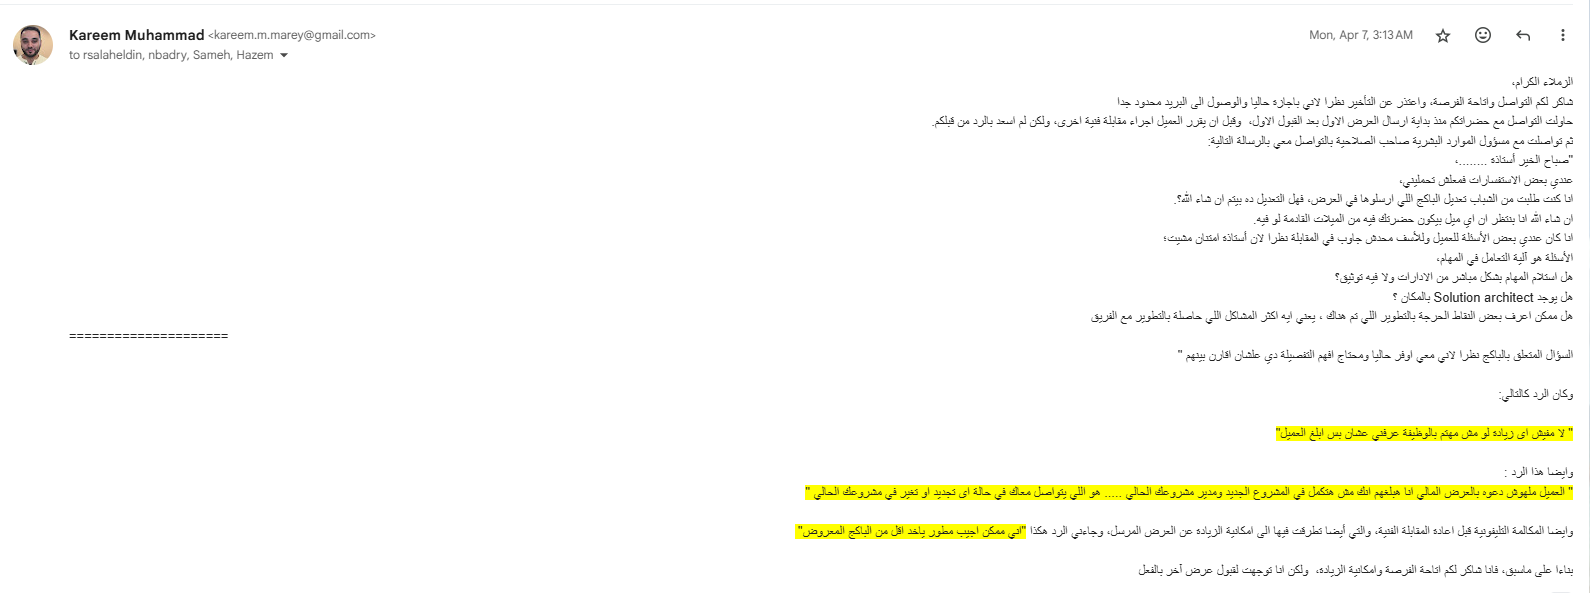 Kareem Muhammad <kareem.m.marey@gmail.com>
Mon, Apr 7, 3:13 AM
to rsalaheldin, nbadry, Sameh, Hazem
الزملاء الكرام،
شاكر لكم التواصل واتاحة الفرصة، واعتذر عن التأخير نظرا لاني باجازة حاليا والوصول الى البريد محدود جدا
حاولت التواصل مع حضراتكم منذ بداية ارسال العرض الاول بعد القبول الاول، وقبل ان يقرر العميل اجراء مقابلة فنية اخرى، ولكن لم اسعد بالرد من قبلكم.
ثم تواصلت مع مسؤول الموارد البشرية صاحب الصلاحية بالتواصل معي بالرسالة التالية:
"صباح الخير أستاذة ........،
عندي بعض الاستفسارات فمعلش تحمليني،
انا كنت طلبت من الشباب تعديل الباكج اللي ارسلوها في العرض، فهل التعديل ده بيتم ان شاء الله؟.
ان شاء الله انا بنتظر ان اي ميل بيكون حضرتك فيه من الميلات القادمة لو فيه.
انا كان عندي بعض الأسئلة للعميل وللأسف محدش جاوب في المقابلة نظرا لان أستاذة امتنان مشيت؛
الأسئلة هو آلية التعامل في المهام،
هل استلام المهام بشكل مباشر من الادارات ولا فيه توثيق؟
هل يوجد Solution architect بالمكان ؟
هل ممكن اعرف بعض النقاط الحرجة بالتطوير اللي تم هناك ، يعني ايه اكثر المشاكل اللي حاصلة بالتطوير مع الفريق
=====================
السؤال المتعلق بالباكج نظرا لاني معي اوفر حاليا ومحتاج افهم التفصيلة دي علشان اقارن بينهم "
وكان الرد كالتالي:
" لا مفيش اى زيادة لو مش مهتم بالوظيفة عرفني عشان بس ابلغ العميل"
وايضا هذا الرد :
" العميل ملهوش دعوه بالعرض المالي انا هبلغهم انك مش هتكمل في المشروع الجديد ومدير مشروعك الحالي ..... هو اللي يتواصل معاك في حالة اى تجديد او تغير في مشروعك الحالي "
وايضا المكالمة التليفونية قبل اعادة المقابلة الفنية، والتي أيضا تطرقت فيها الى امكانية الزيادة عن العرض المرسل، وجاءني الرد هكذا "اني ممكن اجيب مطور ياخد اقل من الباكج المعروض"
بناءا على ماسبق، فانا شاكر لكم اتاحة الفرصة وامكانية الزيادة، ولكن انا توجهت لقبول عرض آخر بالفعل